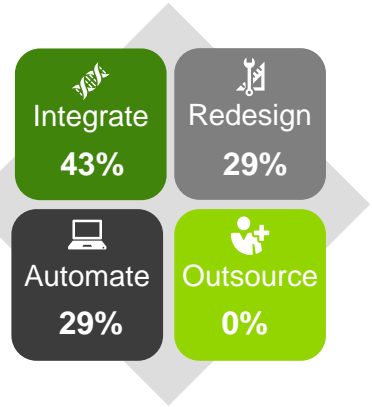 Integrate
43%
Redesign
29%
Automate
29%
Outsource
0%